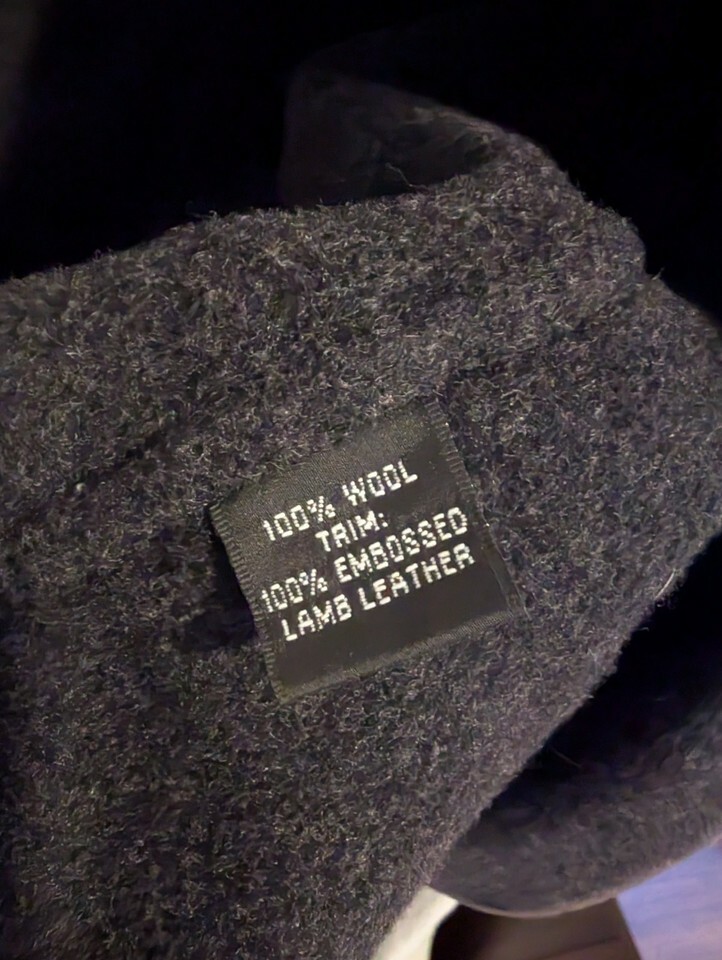 100% WOOL
TRIM:
100% EMBOSSED
LAMB LEATHER